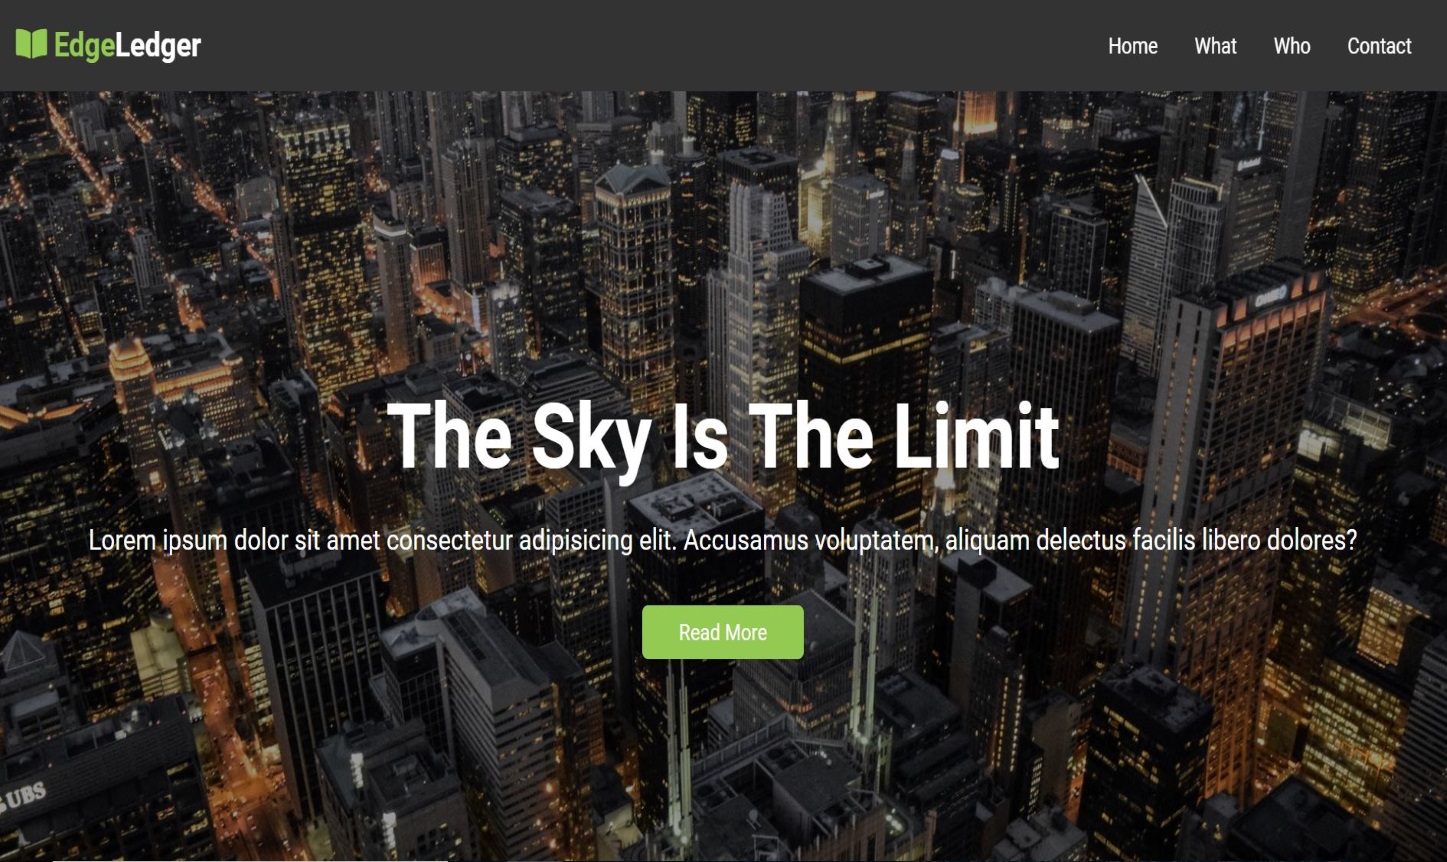 EdgeLedger
Home What Who Contact
The Sky Is The Limit
Lorem ipsum dolor sit amet consectetur adipisicing elit. Accusamus voluptatem, aliquam delectus facilis libero dolores?
Read More
UBS